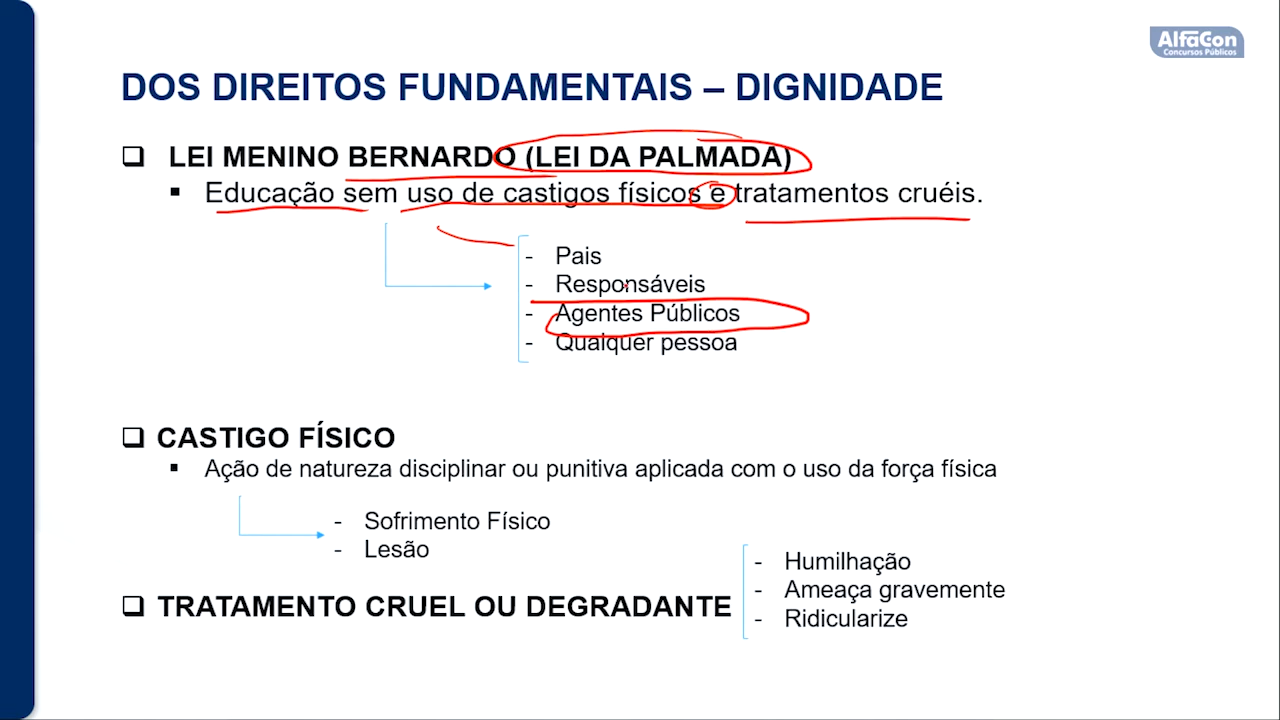 AlfaCon
Concursos Públicos
DOS DIREITOS FUNDAMENTAIS – DIGNIDADE
❑ LEI MENINO BERNARDO (LEI DA PALMADA)
▪ Educação sem uso de castigos físicos e tratamentos cruéis.
- Pais
- Responsáveis
- Agentes Públicos
- Qualquer pessoa
❑ CASTIGO FÍSICO
▪ Ação de natureza disciplinar ou punitiva aplicada com o uso da força física
- Sofrimento Físico
- Lesão
❑ TRATAMENTO CRUEL OU DEGRADANTE
- Humilhação
- Ameaça gravemente
- Ridicularize